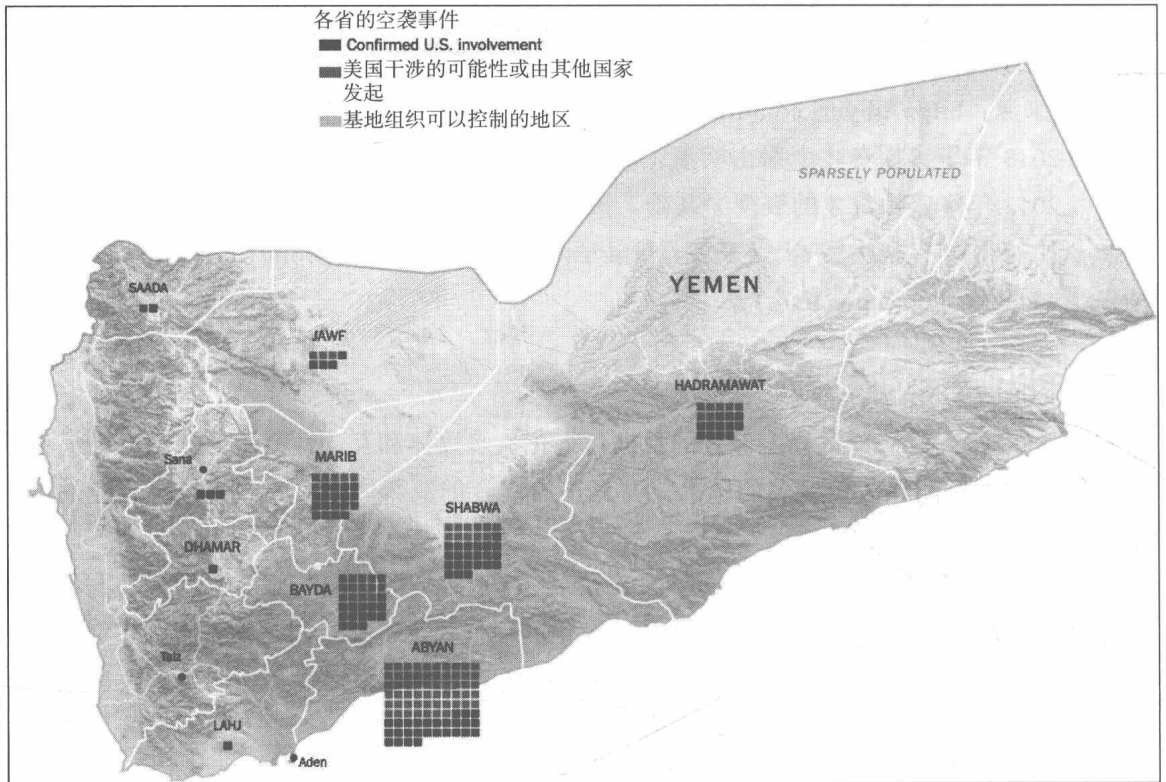 各省的空袭事件
Confirmed U.S. involvement
美国干涉的可能性或由其他国家
发起
基地组织可以控制的地区
SPARSELY POPULATED
YEMEN
SAADA
JAWF
HADRAMAWAT
MARIB
Sana
SHABWA
DHAMAR
BAYDA
ABYAN
Taiz
LAHJ
Aden